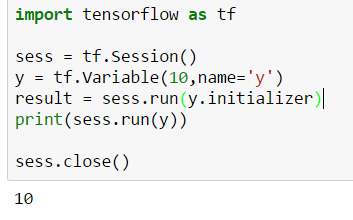 import tensorflow as tf
sess = tf.Session()
y = tf.Variable(10,name='y')
result = sess.run(y.initializer)
print(sess.run(y))
sess.close()
10